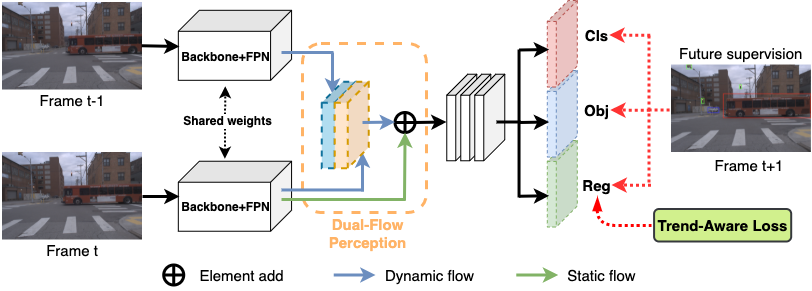 Frame t-1
Backbone+FPN
Shared weights
Backbone+FPN
Frame t
Dual-Flow
Perception
Cls
Obj
Reg
Future supervision
Frame t+1
Trend-Aware Loss
Element add
Dynamic flow
Static flow